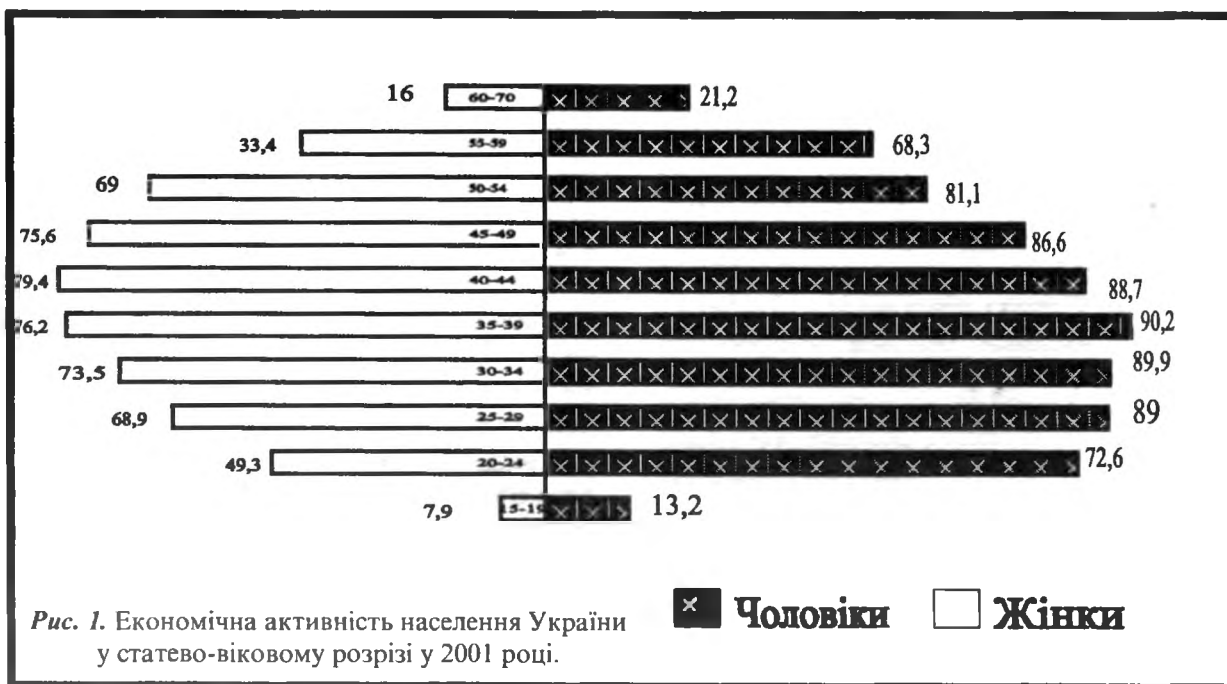 16 60–70 21,2
33,4 55–59 68,3
69 50–54 81,1
75,6 45–49 86,6
79,4 40–44 88,7
76,2 35–39 90,2
73,5 30–34 89,9
68,9 25–29 89
49,3 20–24 72,6
7,9 15–19 13,2
Чоловіки Жінки
Рис. 1. Економічна активність населення України
у статево-віковому розрізі у 2001 році.